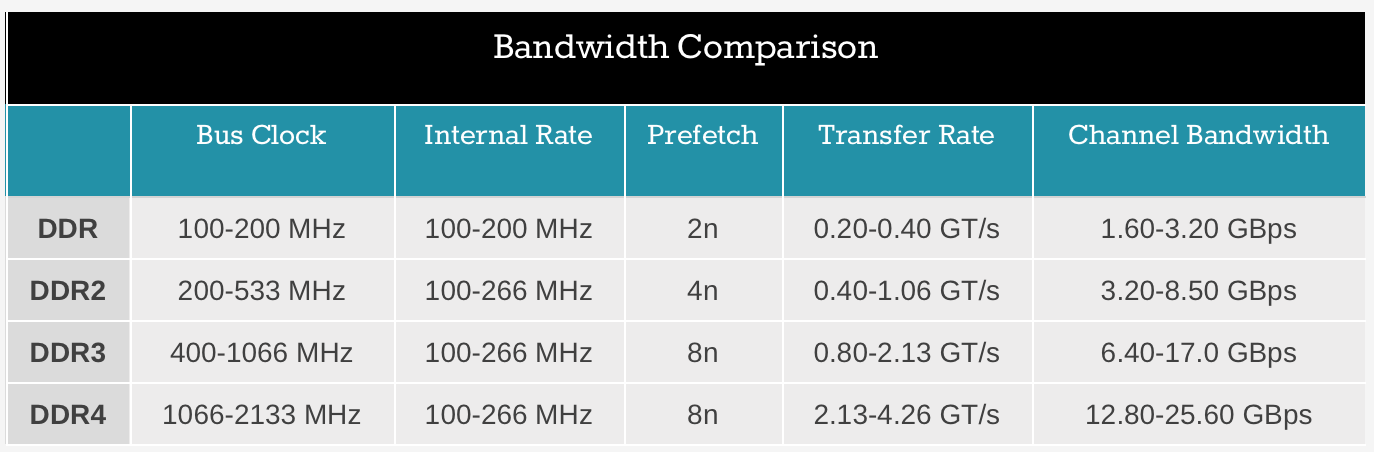 Bandwidth Comparison
Bus Clock Internal Rate Prefetch Transfer Rate Channel Bandwidth
DDR 100-200 MHz 100-200 MHz 2n 0.20-0.40 GT/s 1.60-3.20 GBps
DDR2 200-533 MHz 100-266 MHz 4n 0.40-1.06 GT/s 3.20-8.50 GBps
DDR3 400-1066 MHz 100-266 MHz 8n 0.80-2.13 GT/s 6.40-17.0 GBps
DDR4 1066-2133 MHz 100-266 MHz 8n 2.13-4.26 GT/s 12.80-25.60 GBps